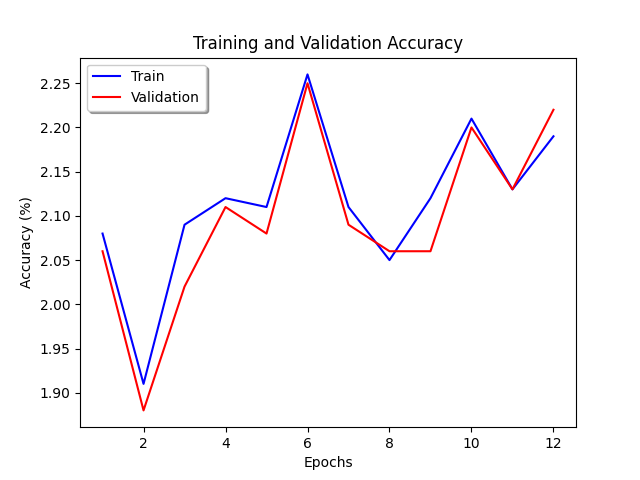 Training and Validation Accuracy
Train
Validation
Accuracy (%)
2.25
2.20
2.15
2.10
2.05
2.00
1.95
1.90
2 4 6 8 10 12
Epochs